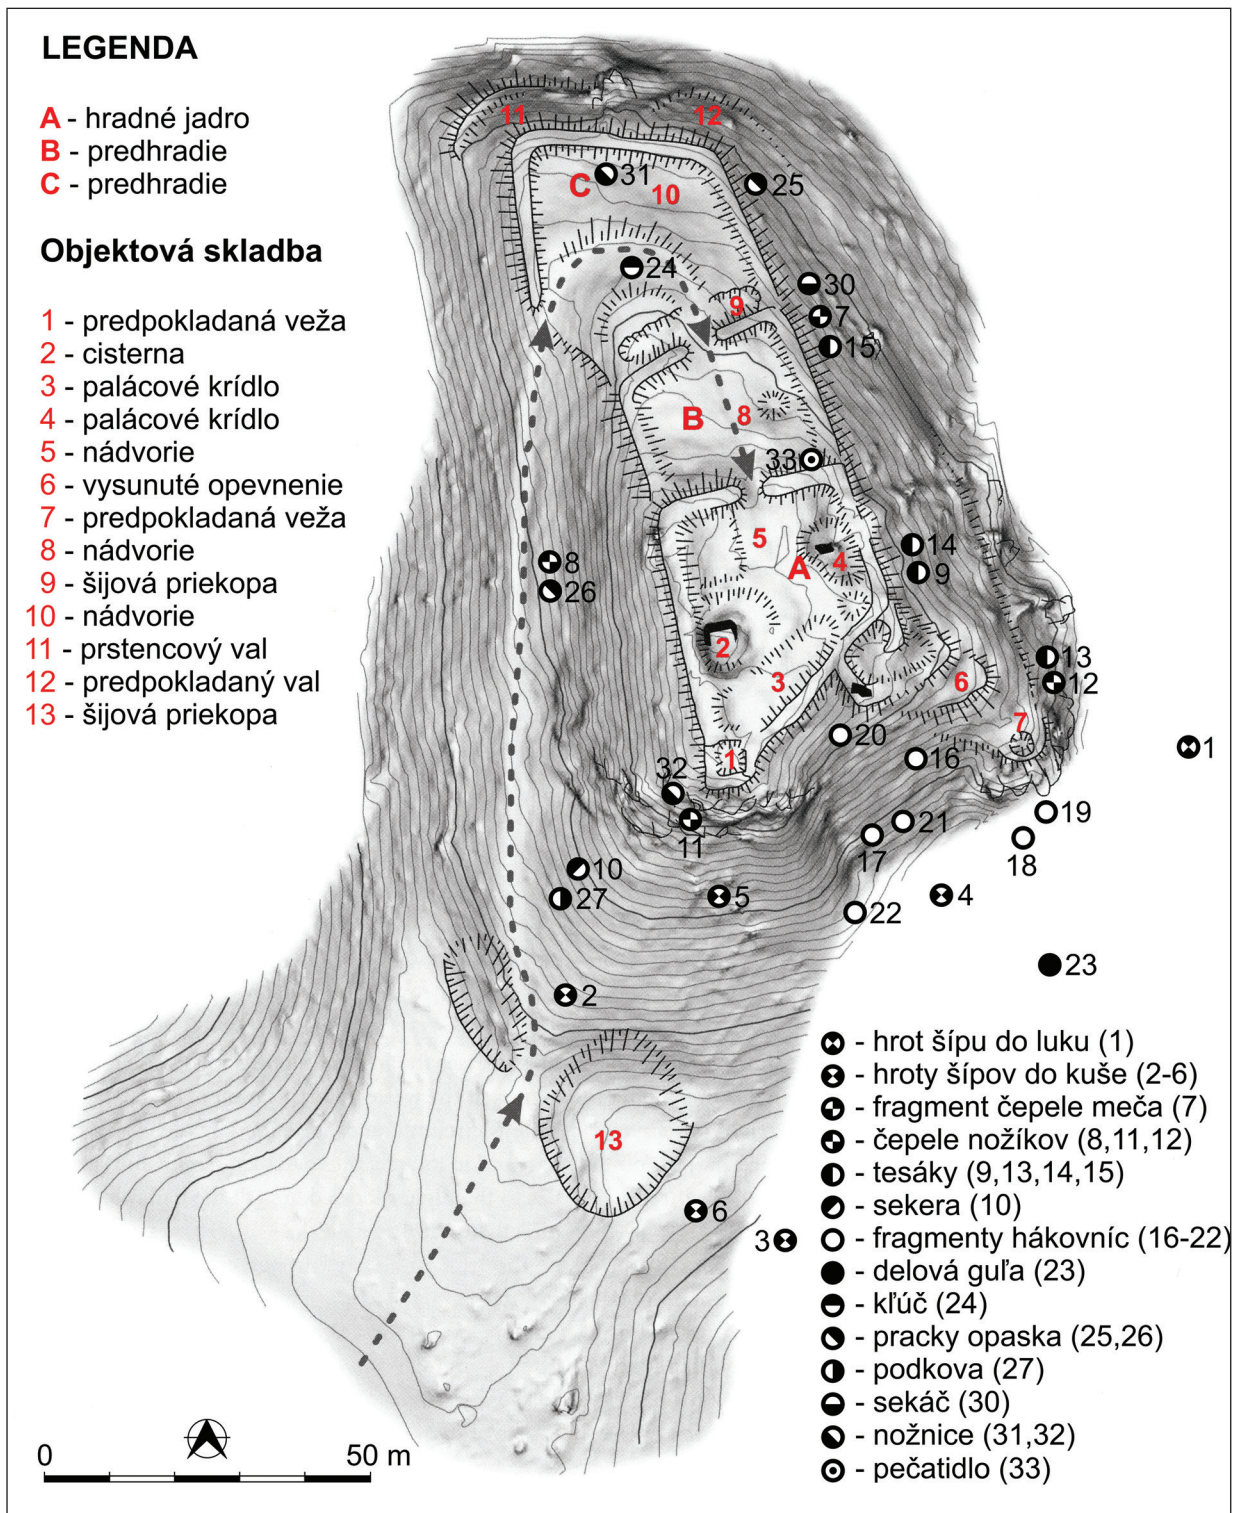 LEGENDA
A - hradné jadro
B - predhradie
C - predhradie
Objektová skladba
1 - predpokladaná veža
2 - cisterna
3 - palácové krídlo
4 - palácové krídlo
5 - nádvorie
6 - vysunuté opevnenie
7 - predpokladaná veža
8 - nádvorie
9 - šijová priekopa
10 - nádvorie
11 - prstencový val
12 - predpokladaný val
13 - šijová priekopa
11
12
C
31
10
25
24
9
30
7
15
B
8
33
5
A
4
14
9
8
26
2
3
6
13
12
7
1
20
16
1
32
11
21
17
19
18
10
27
5
22
4
23
2
13
6
3
- hrot šípu do luku (1)
- hroty šípov do kuše (2-6)
- fragment čepele meča (7)
- čepele nožíkov (8,11,12)
- tesáky (9,13,14,15)
- sekera (10)
- fragmenty hákovníc (16-22)
- delová guľa (23)
- kľúč (24)
- pracky opaska (25,26)
- podkova (27)
- sekáč (30)
- nožnice (31,32)
- pečatidlo (33)
0 50 m